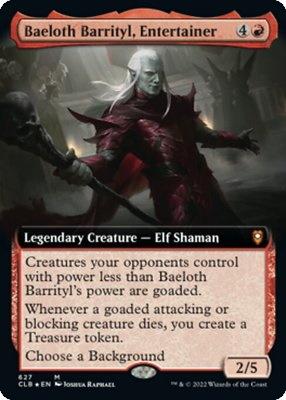 Baeloth Barrityl, Entertainer 4
Legendary Creature — Elf Shaman
Creatures your opponents control
with power less than Baeloth
Barrityl's power are goaded.
Whenever a goaded attacking or
blocking creature dies, you create a
Treasure token.
Choose a Background
2/5
627 M
CLB ★ EN Joshua Raphael
™ & © 2022 Wizards of the Coast